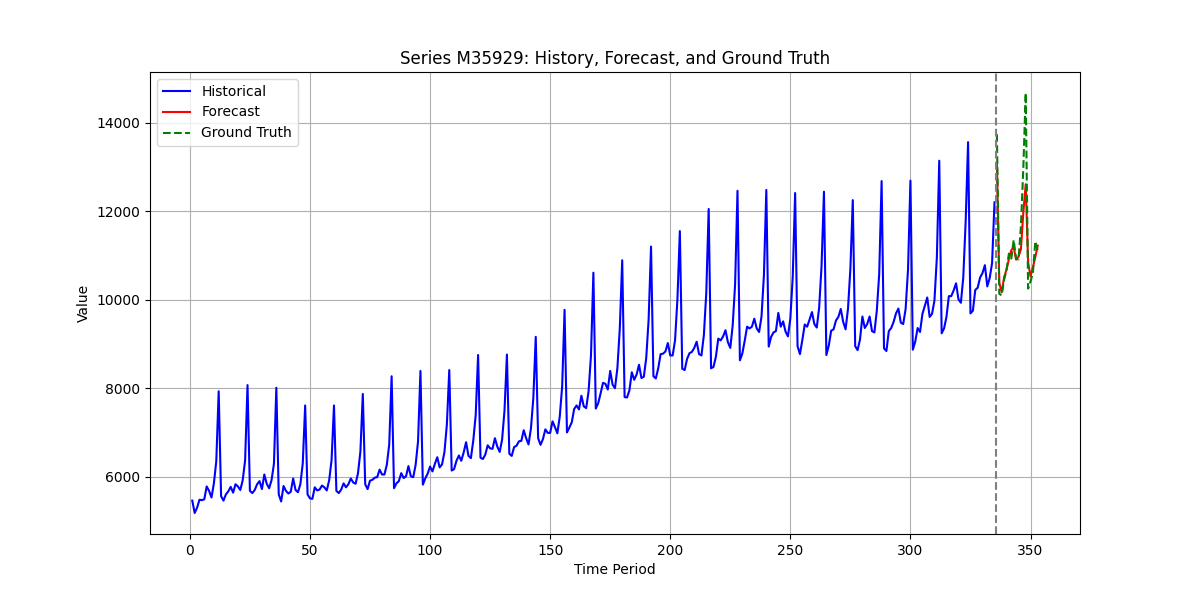 Series M35929: History, Forecast, and Ground Truth
Historical
Forecast
Ground Truth
14000
12000
10000
8000
6000
Value
0 50 100 150 200 250 300 350
Time Period